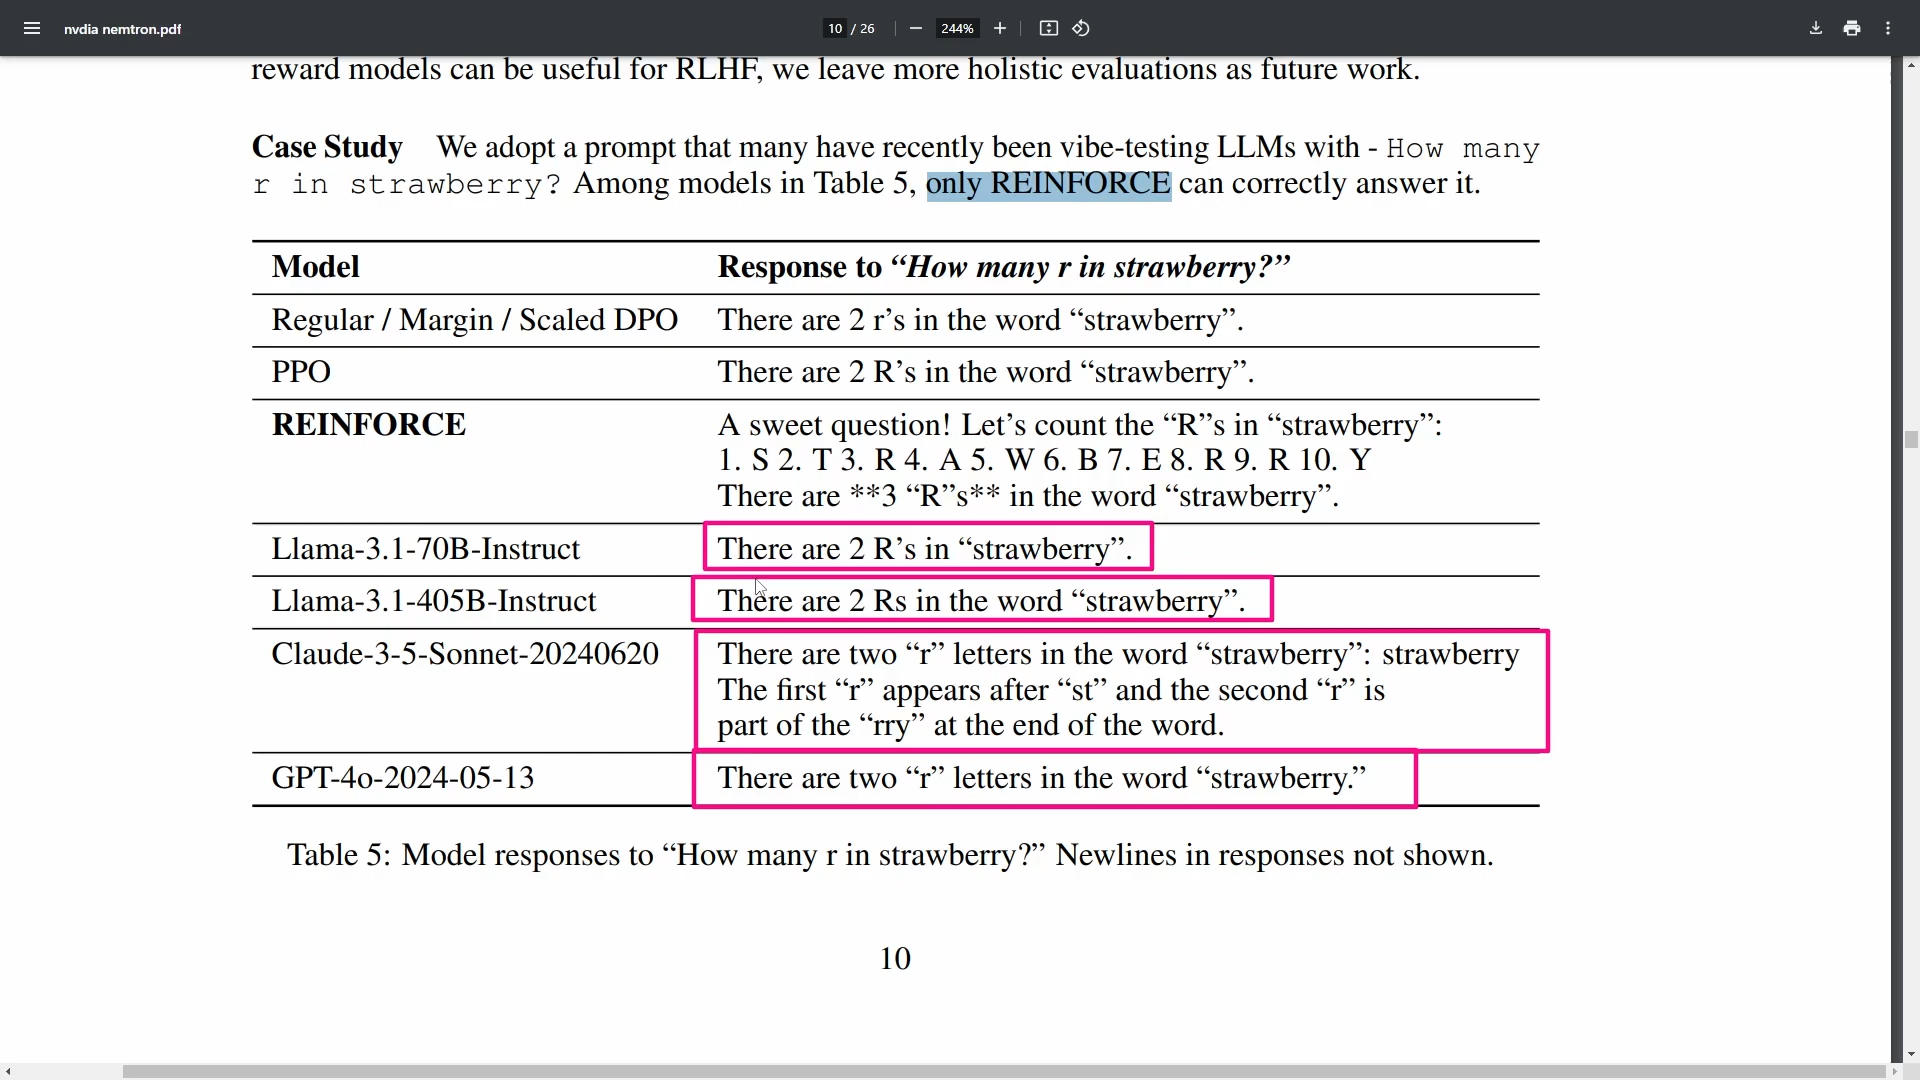 nvdia nemtron.pdf
10 / 26
244%
reward models can be useful for RLHF, we leave more holistic evaluations as future work.
Case Study We adopt a prompt that many have recently been vibe-testing LLMs with - How many
r in strawberry? Among models in Table 5, only REINFORCE can correctly answer it.
Model Response to “How many r in strawberry?”
Regular / Margin / Scaled DPO There are 2 r’s in the word “strawberry”.
PPO There are 2 R’s in the word “strawberry”.
REINFORCE A sweet question! Let’s count the “R”s in “strawberry”:
1. S 2. T 3. R 4. A 5. W 6. B 7. E 8. R 9. R 10. Y
There are **3 “R”s** in the word “strawberry”.
Llama-3.1-70B-Instruct There are 2 R’s in “strawberry”.
Llama-3.1-405B-Instruct There are 2 Rs in the word “strawberry”.
Claude-3-5-Sonnet-20240620 There are two “r” letters in the word “strawberry”: strawberry
The first “r” appears after “st” and the second “r” is
part of the “rry” at the end of the word.
GPT-4o-2024-05-13 There are two “r” letters in the word “strawberry.”
Table 5: Model responses to “How many r in strawberry?” Newlines in responses not shown.
10